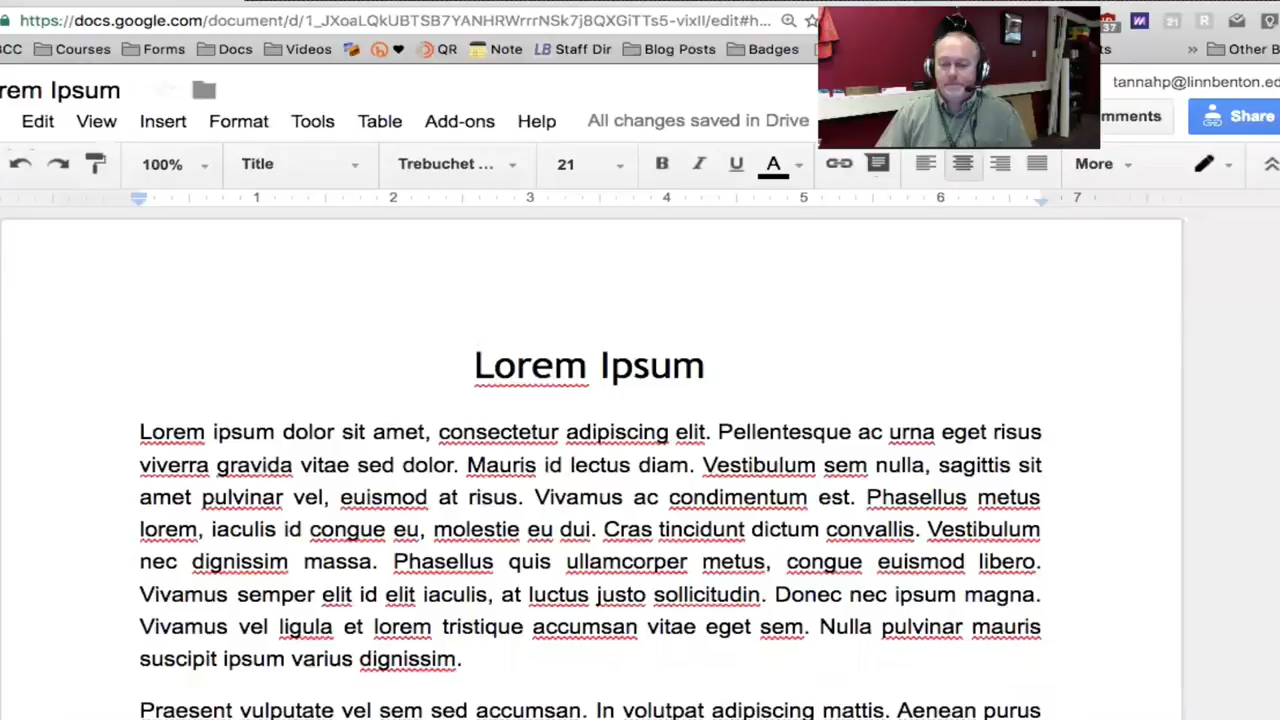 https://docs.google.com/document/d/1_JXoaLQkUBTSB7YANHRWrrrNSk7j8QXGiTTs5-vixII/edit#h...
37 21 R
BCC Courses Forms Docs Videos QR Note LB Staff Dir Blog Posts Badges » Other B
rem Ipsum
tannahp@linnbenton.ed
Edit View Insert Format Tools Table Add-ons Help All changes saved in Drive
mments Share
100% Title Trebuchet ... 21 B I U A More
1 2 3 4 5 6 7
Lorem Ipsum
Lorem ipsum dolor sit amet, consectetur adipiscing elit. Pellentesque ac urna eget risus
viverra gravida vitae sed dolor. Mauris id lectus diam. Vestibulum sem nulla, sagittis sit
amet pulvinar vel, euismod at risus. Vivamus ac condimentum est. Phasellus metus
lorem, iaculis id congue eu, molestie eu dui. Cras tincidunt dictum convallis. Vestibulum
nec dignissim massa. Phasellus quis ullamcorper metus, congue euismod libero.
Vivamus semper elit id elit iaculis, at luctus justo sollicitudin. Donec nec ipsum magna.
Vivamus vel ligula et lorem tristique accumsan vitae eget sem. Nulla pulvinar mauris
suscipit ipsum varius dignissim.
Praesent vulputate vel sem sed accumsan. In volutpat adipiscing mattis. Aenean purus